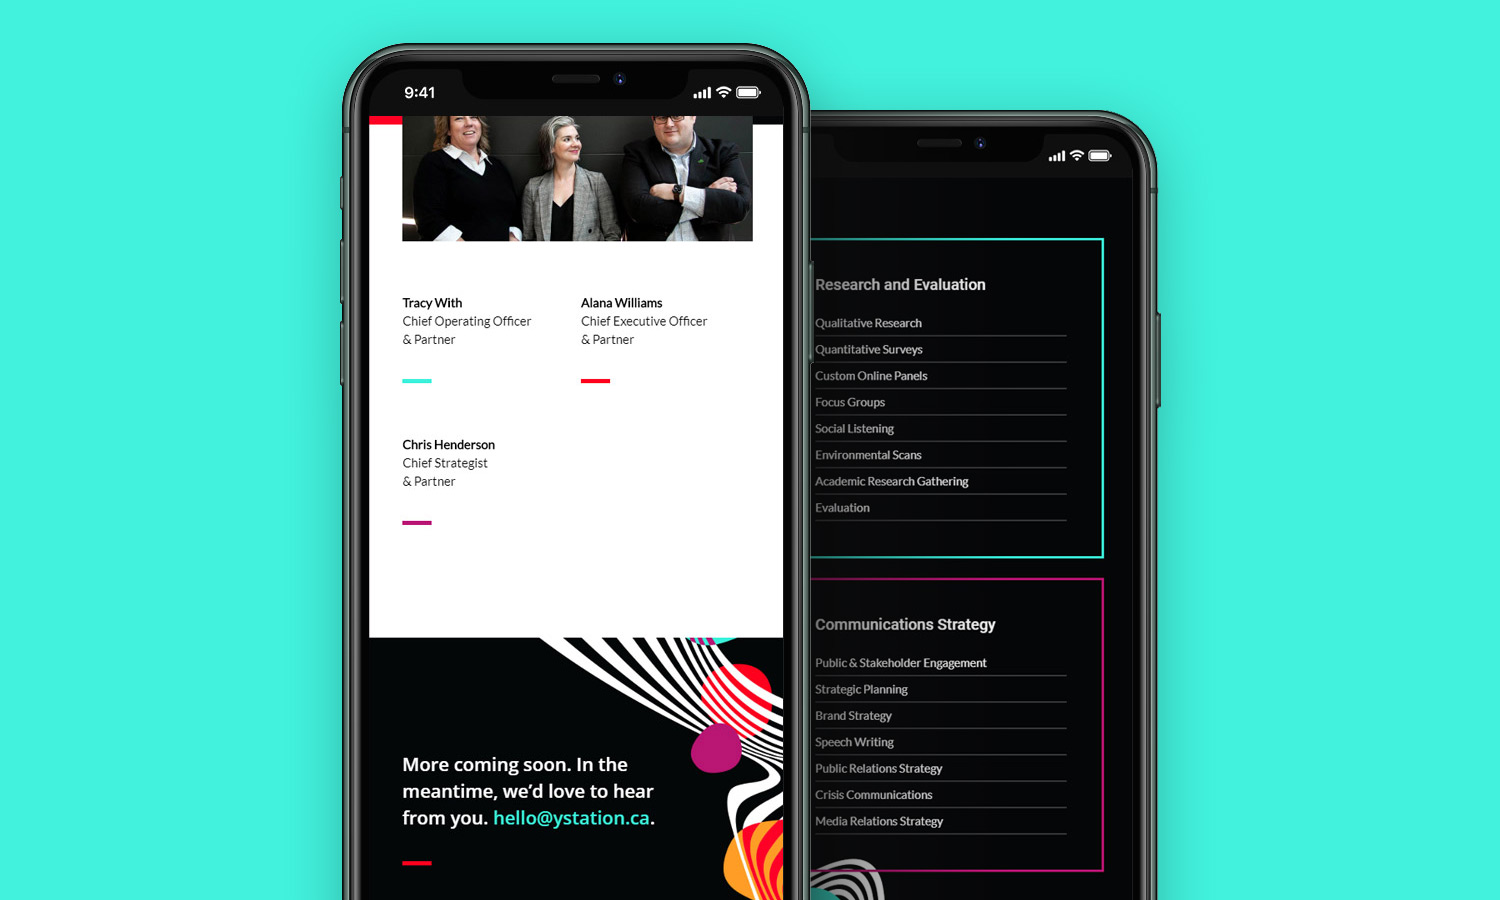 9:41
Tracy With
Chief Operating Officer
& Partner
Alana Williams
Chief Executive Officer
& Partner
Chris Henderson
Chief Strategist
& Partner
More coming soon. In the
meantime, we’d love to hear
from you. hello@ystation.ca.
Research and Evaluation
Qualitative Research
Quantitative Surveys
Custom Online Panels
Focus Groups
Social Listening
Environmental Scans
Academic Research Gathering
Evaluation
Communications Strategy
Public & Stakeholder Engagement
Strategic Planning
Brand Strategy
Speech Writing
Public Relations Strategy
Crisis Communications
Media Relations Strategy